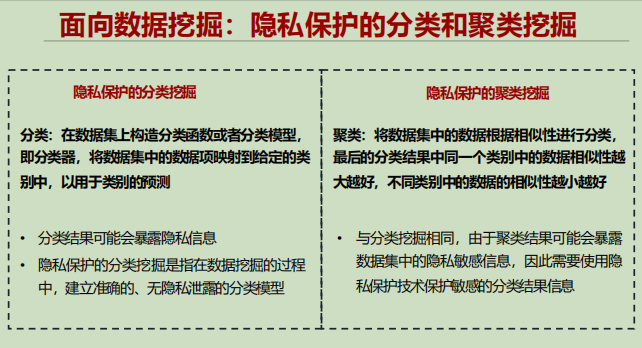 面向数据挖掘：隐私保护的分类和聚类挖掘
隐私保护的分类挖掘
分类：在数据集上构造分类函数或者分类模型，
即分类器，将数据集中的数据项映射到给定的类
别中，以用于类别的预测
• 分类结果可能会暴露隐私信息
• 隐私保护的分类挖掘是指在数据挖掘的过程
中，建立准确的、无隐私泄露的分类模型
隐私保护的聚类挖掘
聚类：将数据集中的数据根据相似性进行分类，
最后的分类结果中同一个类别中的数据相似性越
大越好，不同类别中的数据的相似性越小越好
• 与分类挖掘相同，由于聚类结果可能会暴露
数据集中的隐私敏感信息，因此需要使用隐
私保护技术保护敏感的分类结果信息